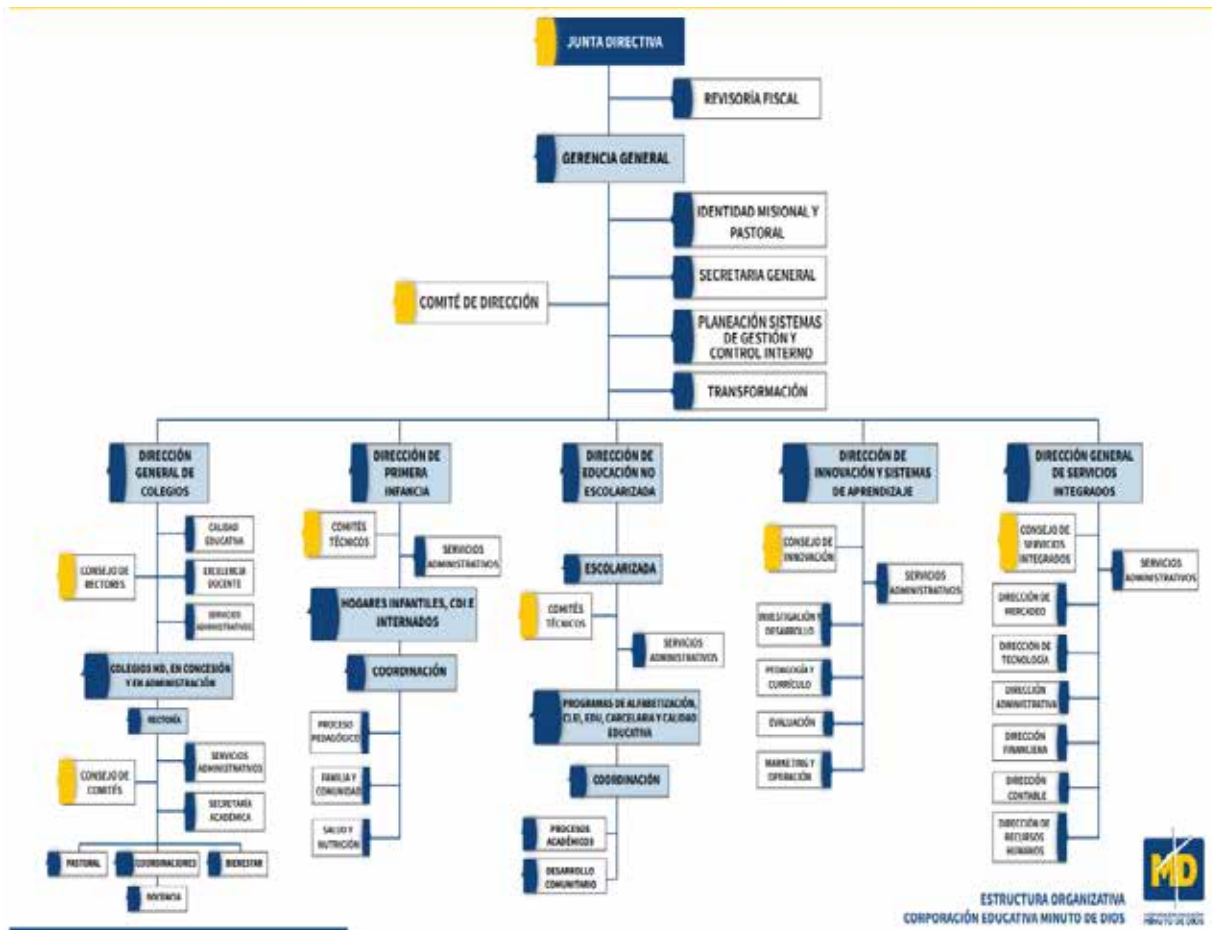 JUNTA DIRECTIVA
REVISORÍA FISCAL
GERENCIA GENERAL
IDENTIDAD MISIONAL Y
PASTORAL
SECRETARIA GENERAL
COMITÉ DE DIRECCIÓN
PLANEACIÓN SISTEMAS
DE GESTIÓN Y
CONTROL INTERNO
TRANSFORMACIÓN
DIRECCIÓN
GENERAL DE
COLEGIOS
CALIDAD
EDUCATIVA
CONSEJO DE
RECTORES
EXCELENCIA
DOCENTE
SERVICIOS
ADMINISTRATIVOS
COLEGIOS MD, EN CONCESIÓN
Y EN ADMINISTRACIÓN
RECTORÍA
SERVICIOS
ADMINISTRATIVOS
CONSEJO DE
COMITÉS
SECRETARÍA
ACADÉMICA
PASTORAL
COORDINACIONES
BIENESTAR
DOCENCIA
DIRECCIÓN DE
PRIMERA
INFANCIA
COMITÉS
TÉCNICOS
SERVICIOS
ADMINISTRATIVOS
HOGARES INFANTILES, CDI E
INTERNADOS
COORDINACIÓN
PROCESO
PEDAGÓGICO
FAMILIA Y
COMUNIDAD
SALUD Y
NUTRICIÓN
DIRECCIÓN DE
EDUCACIÓN NO
ESCOLARIZADA
ESCOLARIZADA
COMITÉS
TÉCNICOS
SERVICIOS
ADMINISTRATIVOS
PROGRAMAS DE ALFABETIZACIÓN,
CLEI, EDU, CARCELARIA Y CALIDAD
EDUCATIVA
COORDINACIÓN
PROCESOS
ACADÉMICOS
DESARROLLO
COMUNITARIO
DIRECCIÓN DE
INNOVACIÓN Y SISTEMAS
DE APRENDIZAJE
CONSEJO DE
INNOVACIÓN
SERVICIOS
ADMINISTRATIVOS
INVESTIGACIÓN Y
DESARROLLO
PEDAGOGÍA Y
CURRÍCULO
EVALUACIÓN
MARKETING Y
OPERACIÓN
DIRECCIÓN GENERAL
DE SERVICIOS
INTEGRADOS
CONSEJO DE
SERVICIOS
INTEGRADOS
SERVICIOS
ADMINISTRATIVOS
DIRECCIÓN DE
MERCADEO
DIRECCIÓN DE
TECNOLOGÍA
DIRECCIÓN
ADMINISTRATIVA
DIRECCIÓN
FINANCIERA
DIRECCIÓN
CONTABLE
DIRECCIÓN DE
RECURSOS
HUMANOS
ESTRUCTURA ORGANIZATIVA
CORPORACIÓN EDUCATIVA MINUTO DE DIOS
MD
MINUTO DE DIOS